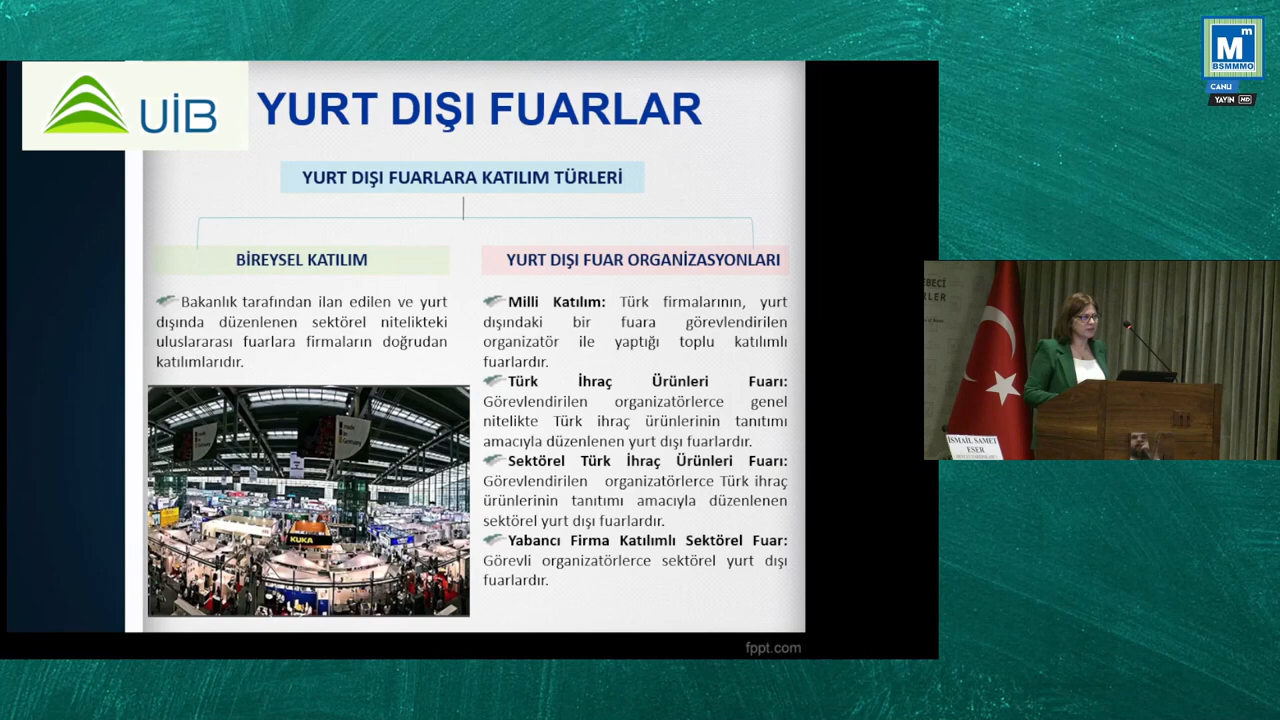 UİB
YURT DIŞI FUARLAR
YURT DIŞI FUARLARA KATILIM TÜRLERİ
BİREYSEL KATILIM
Bakanlık tarafından ilan edilen ve yurt
dışında düzenlenen sektörel nitelikteki
uluslararası fuarlara firmaların doğrudan
katılımlarıdır.
KUKA
YURT DIŞI FUAR ORGANİZASYONLARI
Milli Katılım: Türk firmalarının, yurt
dışındaki bir fuara görevlendirilen
organizatör ile yaptığı toplu katılımlı
fuarlardır.
Türk İhraç Ürünleri Fuarı:
Görevlendirilen organizatörlerce genel
nitelikte Türk ihraç ürünlerinin tanıtımı
amacıyla düzenlenen yurt dışı fuarlardır.
Sektörel Türk İhraç Ürünleri Fuarı:
Görevlendirilen organizatörlerce Türk ihraç
ürünlerinin tanıtımı amacıyla düzenlenen
sektörel yurt dışı fuarlardır.
Yabancı Firma Katılımlı Sektörel Fuar:
Görevli organizatörlerce sektörel yurt dışı
fuarlardır.
fppt.com
Mm
BSMMMO
CANLI
YAYIN HD
İSMAİL SAMET
ESER